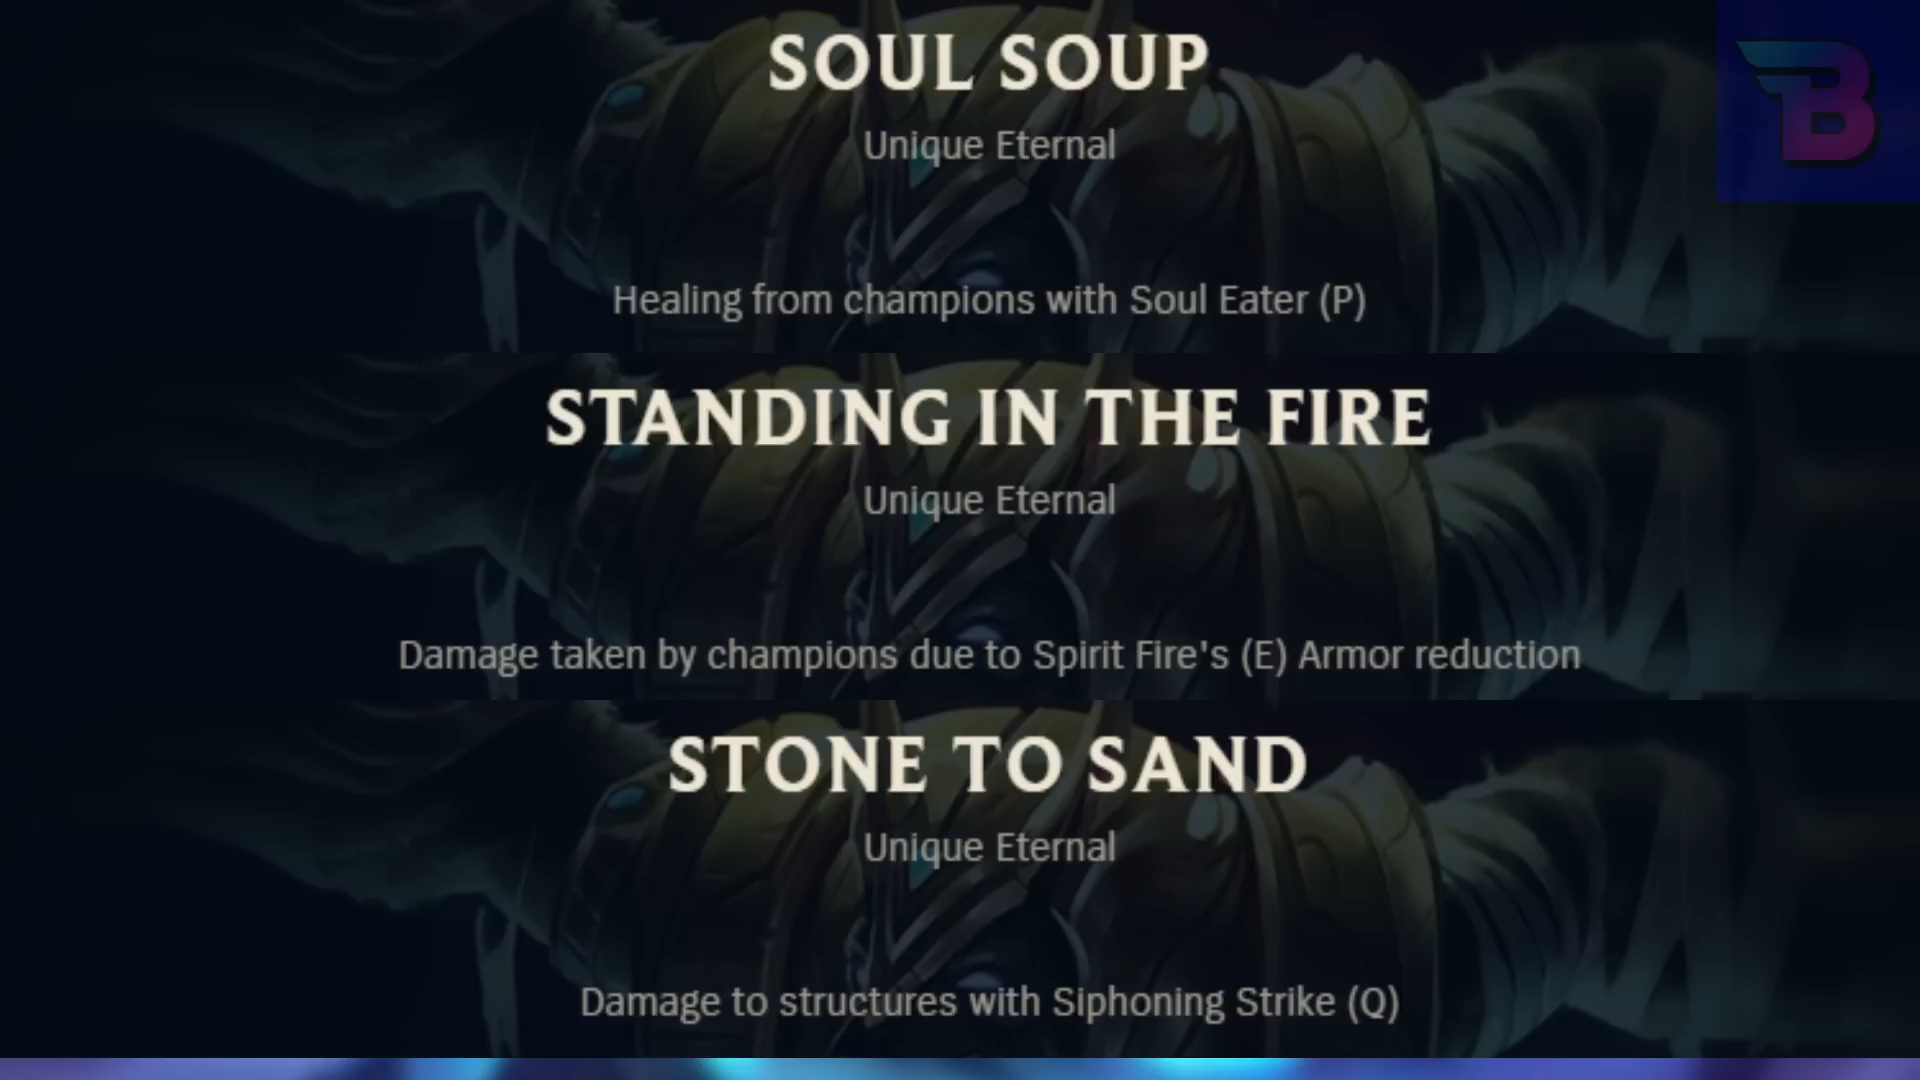 SOUL SOUP
Unique Eternal
Healing from champions with Soul Eater (P)
STANDING IN THE FIRE
Unique Eternal
Damage taken by champions due to Spirit Fire's (E) Armor reduction
STONE TO SAND
Unique Eternal
Damage to structures with Siphoning Strike (Q)
B